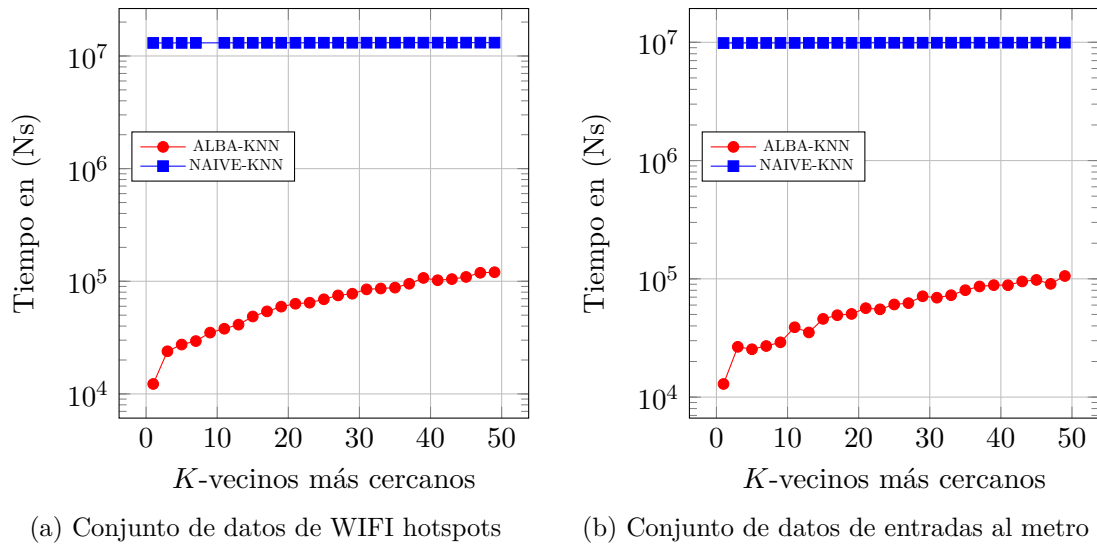 10^7
10^6
10^5
10^4
Tiempo en (Ns)
ALBA-KNN
NAIVE-KNN
0 10 20 30 40 50
K-vecinos más cercanos
(a) Conjunto de datos de WIFI hotspots
10^7
10^6
10^5
10^4
Tiempo en (Ns)
ALBA-KNN
NAIVE-KNN
0 10 20 30 40 50
K-vecinos más cercanos
(b) Conjunto de datos de entradas al metro